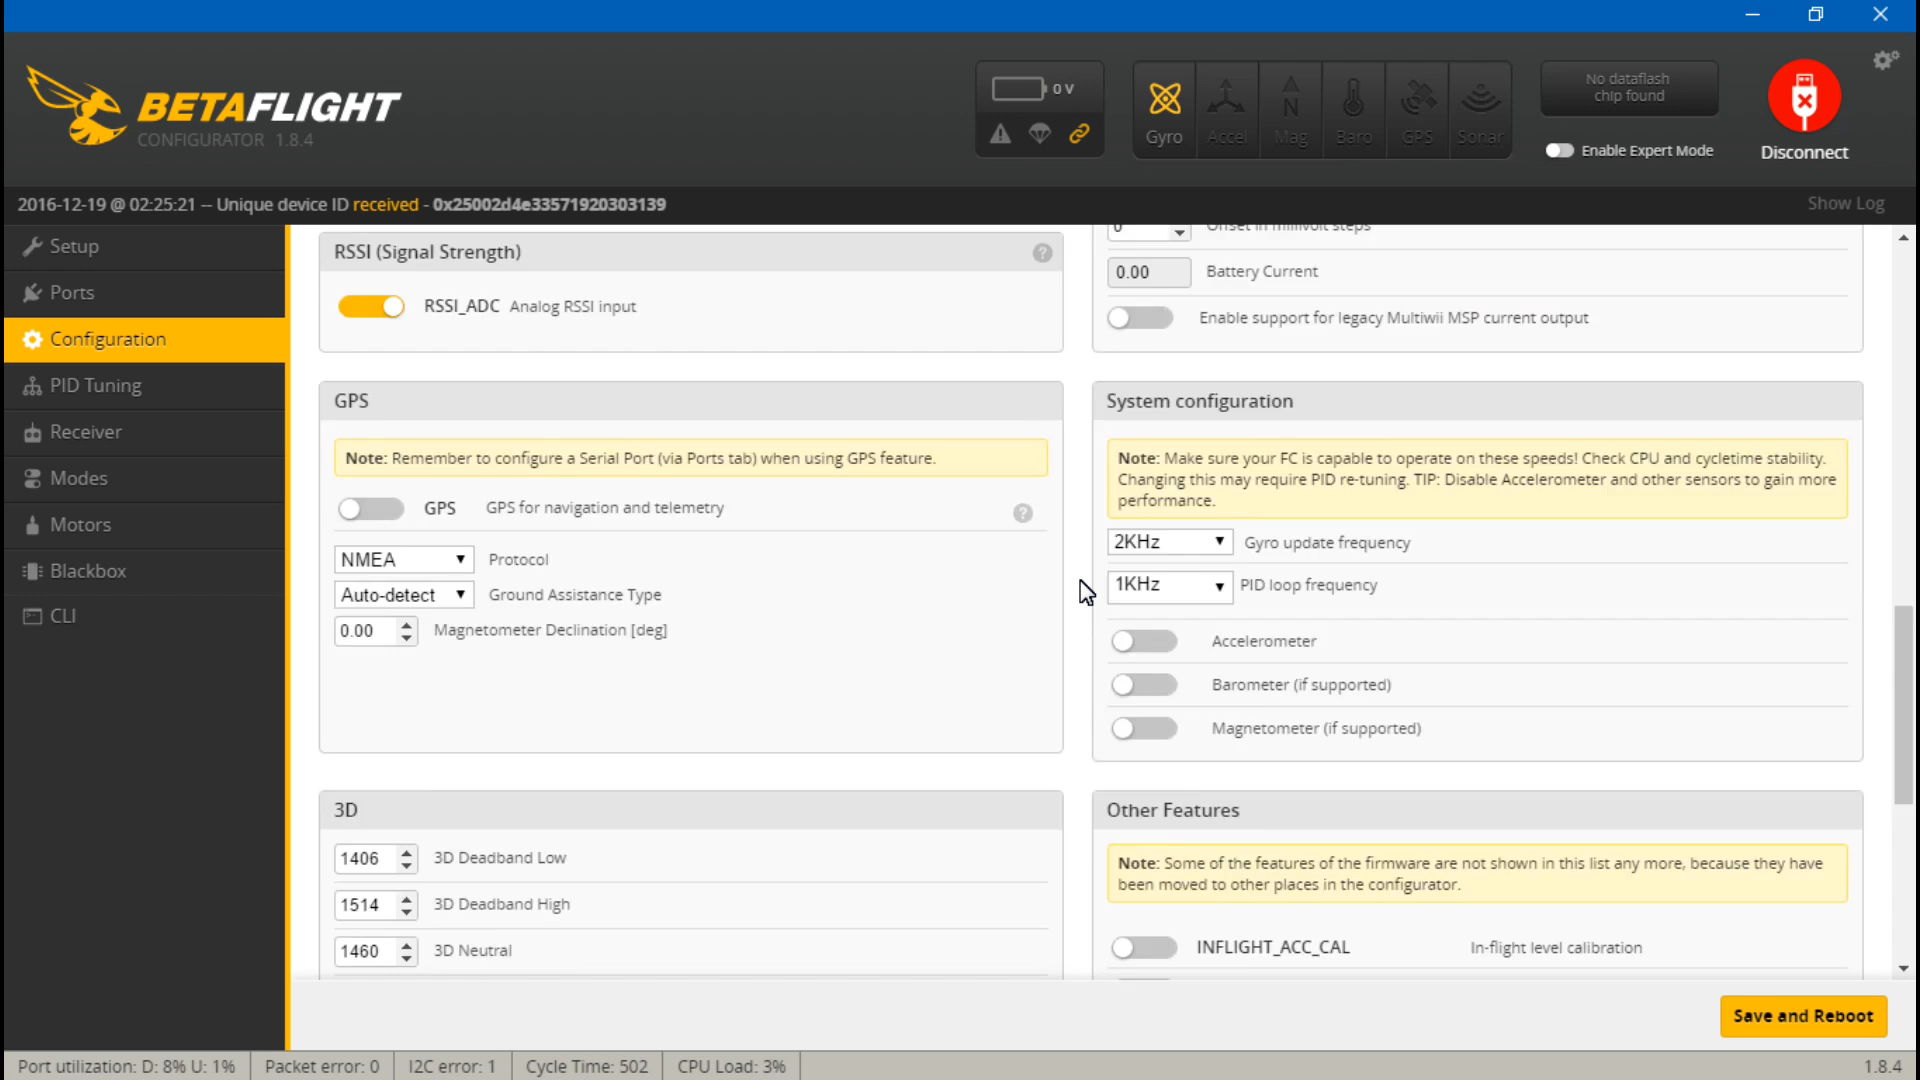 BETAFLIGHT
CONFIGURATOR 1.8.4
0 V
Gyro
Accel
Mag
Baro
GPS
Sonar
No dataflash
chip found
Enable Expert Mode
Disconnect
2016-12-19 @ 02:25:21 -- Unique device ID received - 0x25002d4e33571920303139
Show Log
Setup
Ports
Configuration
PID Tuning
Receiver
Modes
Motors
Blackbox
CLI
RSSI (Signal Strength)
RSSI_ADC Analog RSSI input
0 Offset in millivolt steps
0.00 Battery Current
Enable support for legacy Multiwii MSP current output
GPS
Note: Remember to configure a Serial Port (via Ports tab) when using GPS feature.
GPS GPS for navigation and telemetry
NMEA Protocol
Auto-detect Ground Assistance Type
0.00 Magnetometer Declination [deg]
System configuration
Note: Make sure your FC is capable to operate on these speeds! Check CPU and cycletime stability.
Changing this may require PID re-tuning. TIP: Disable Accelerometer and other sensors to gain more
performance.
2KHz Gyro update frequency
1KHz PID loop frequency
Accelerometer
Barometer (if supported)
Magnetometer (if supported)
3D
1406 3D Deadband Low
1514 3D Deadband High
1460 3D Neutral
Other Features
Note: Some of the features of the firmware are not shown in this list any more, because they have
been moved to other places in the configurator.
INFLIGHT_ACC_CAL In-flight level calibration
Save and Reboot
Port utilization: D: 8% U: 1% Packet error: 0 I2C error: 1 Cycle Time: 502 CPU Load: 3% 1.8.4